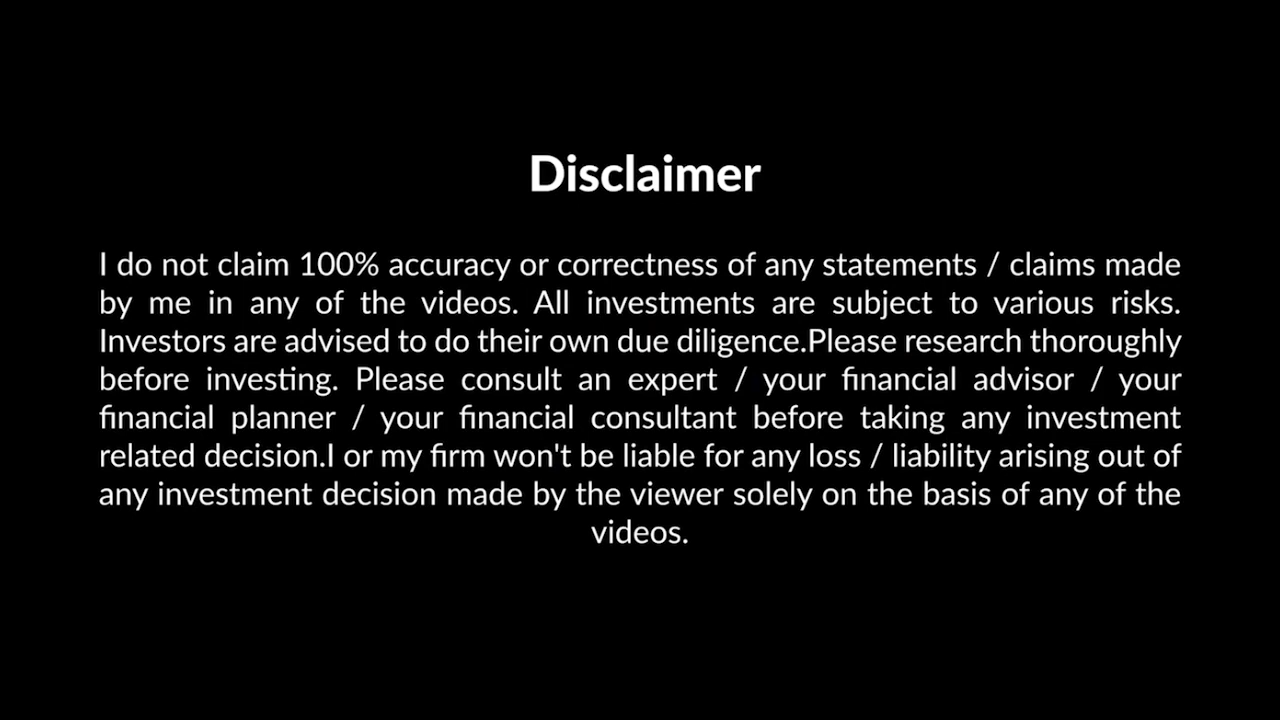 Disclaimer
I do not claim 100% accuracy or correctness of any statements / claims made
by me in any of the videos. All investments are subject to various risks.
Investors are advised to do their own due diligence.Please research thoroughly
before investing. Please consult an expert / your financial advisor / your
financial planner / your financial consultant before taking any investment
related decision.I or my firm won't be liable for any loss / liability arising out of
any investment decision made by the viewer solely on the basis of any of the
videos.